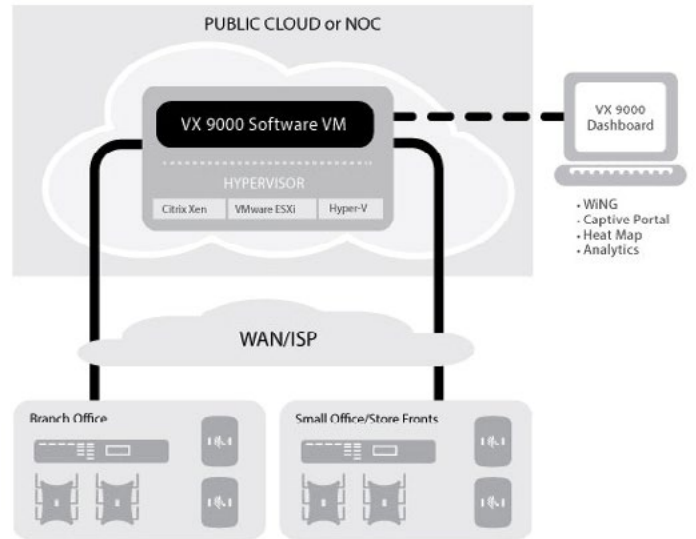 PUBLIC CLOUD or NOC
VX 9000 Software VM
HYPERVISOR
Citrix Xen
VMware ESXi
Hyper-V
VX 9000
Dashboard
• WiNG
- Captive Portal
• Heat Map
• Analytics
WAN/ISP
Branch Office
Small Office/Store Fronts